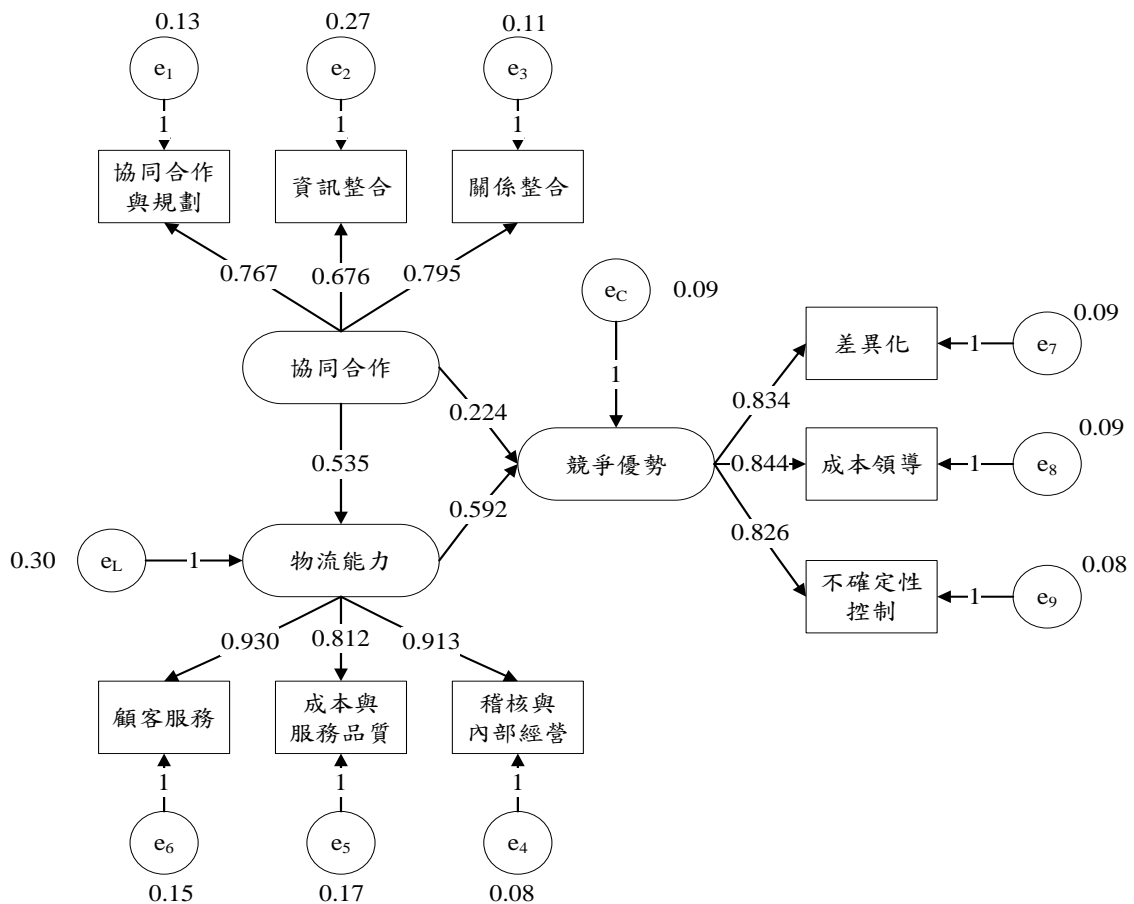 0.13
0.27
0.11
e₁
e₂
e₃
1
1
1
協同合作
與規劃
資訊整合
關係整合
0.767
0.676
0.795
e_C
0.09
1
協同合作
0.224
0.535
競爭優勢
0.592
0.30
e_L
1
物流能力
0.834
0.844
0.826
差異化
1
e₇
0.09
成本領導
1
e₈
0.09
不確定性
控制
1
e₉
0.08
0.930
0.812
0.913
顧客服務
成本與
服務品質
稽核與
內部經營
1
1
1
e₆
e₅
e₄
0.15
0.17
0.08